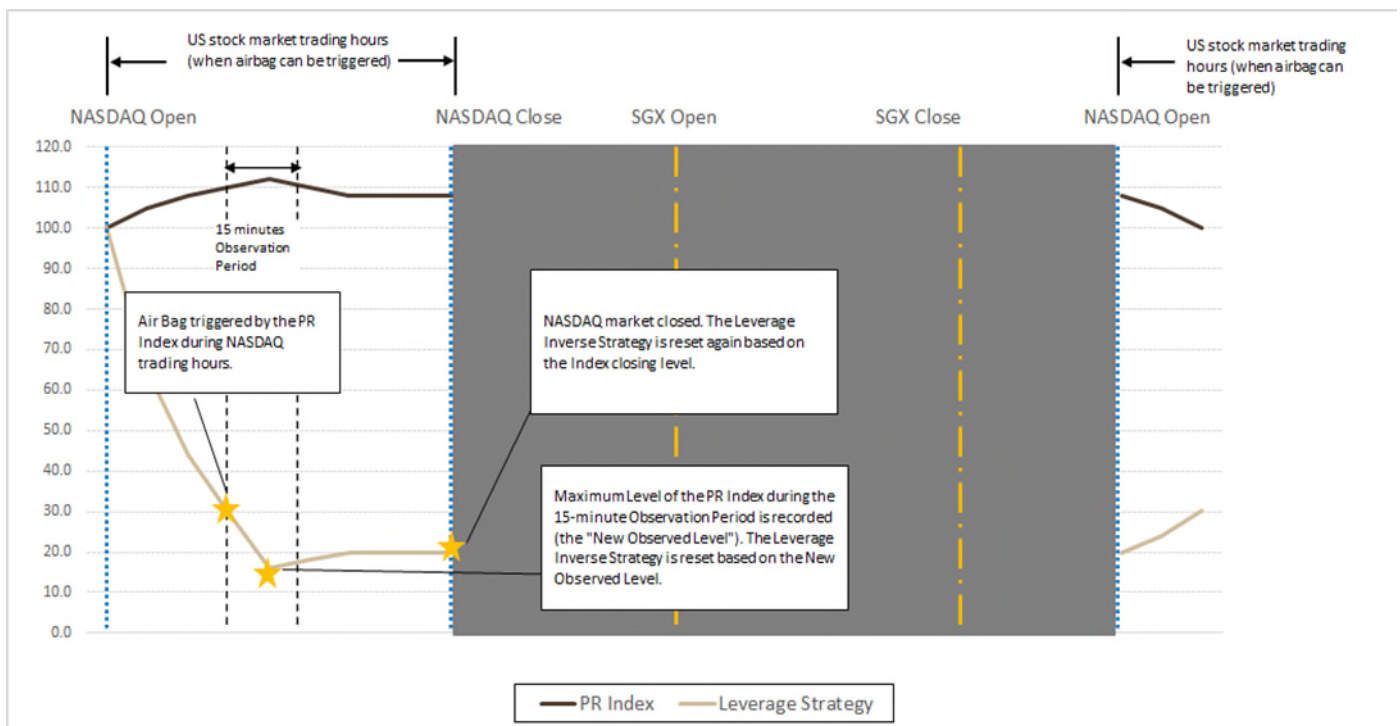 US stock market trading hours
(when airbag can be triggered)
US stock market trading
hours (when airbag can
be triggered)
NASDAQ Open
NASDAQ Close
SGX Open
SGX Close
NASDAQ Open
120.0
110.0
100.0
90.0
80.0
70.0
60.0
50.0
40.0
30.0
20.0
10.0
0.0
15 minutes
Observation
Period
Air Bag triggered by the PR
Index during NASDAQ
trading hours.
NASDAQ market closed. The Leverage
Inverse Strategy is reset again based on
the Index closing level.
Maximum Level of the PR Index during the
15-minute Observation Period is recorded
(the "New Observed Level"). The Leverage
Inverse Strategy is reset based on the New
Observed Level.
PR Index
Leverage Strategy